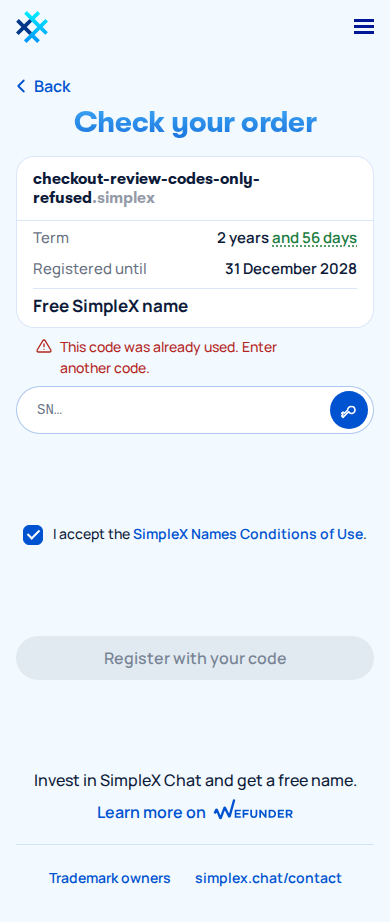 Back
Check your order
checkout-review-codes-only-
refused.simplex
Term 2 years and 56 days
Registered until 31 December 2028
Free SimpleX name
This code was already used. Enter
another code.
SN…
I accept the SimpleX Names Conditions of Use.
Register with your code
Invest in SimpleX Chat and get a free name.
Learn more on WEFUNDER
Trademark owners simplex.chat/contact